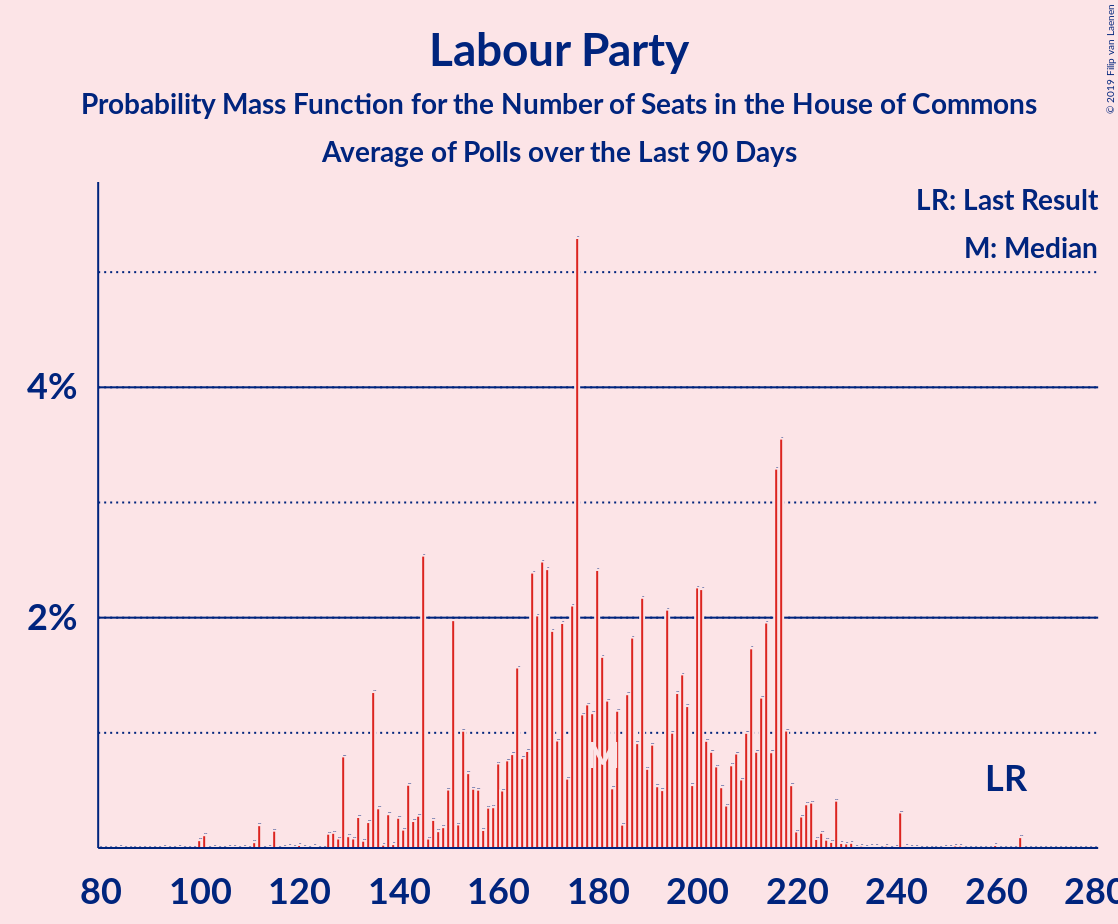 Labour Party
Probability Mass Function for the Number of Seats in the House of Commons
Average of Polls over the Last 90 Days
© 2019 Filip van Laenen
LR: Last Result
M: Median
4%
2%
M
LR
80 100 120 140 160 180 200 220 240 260 280